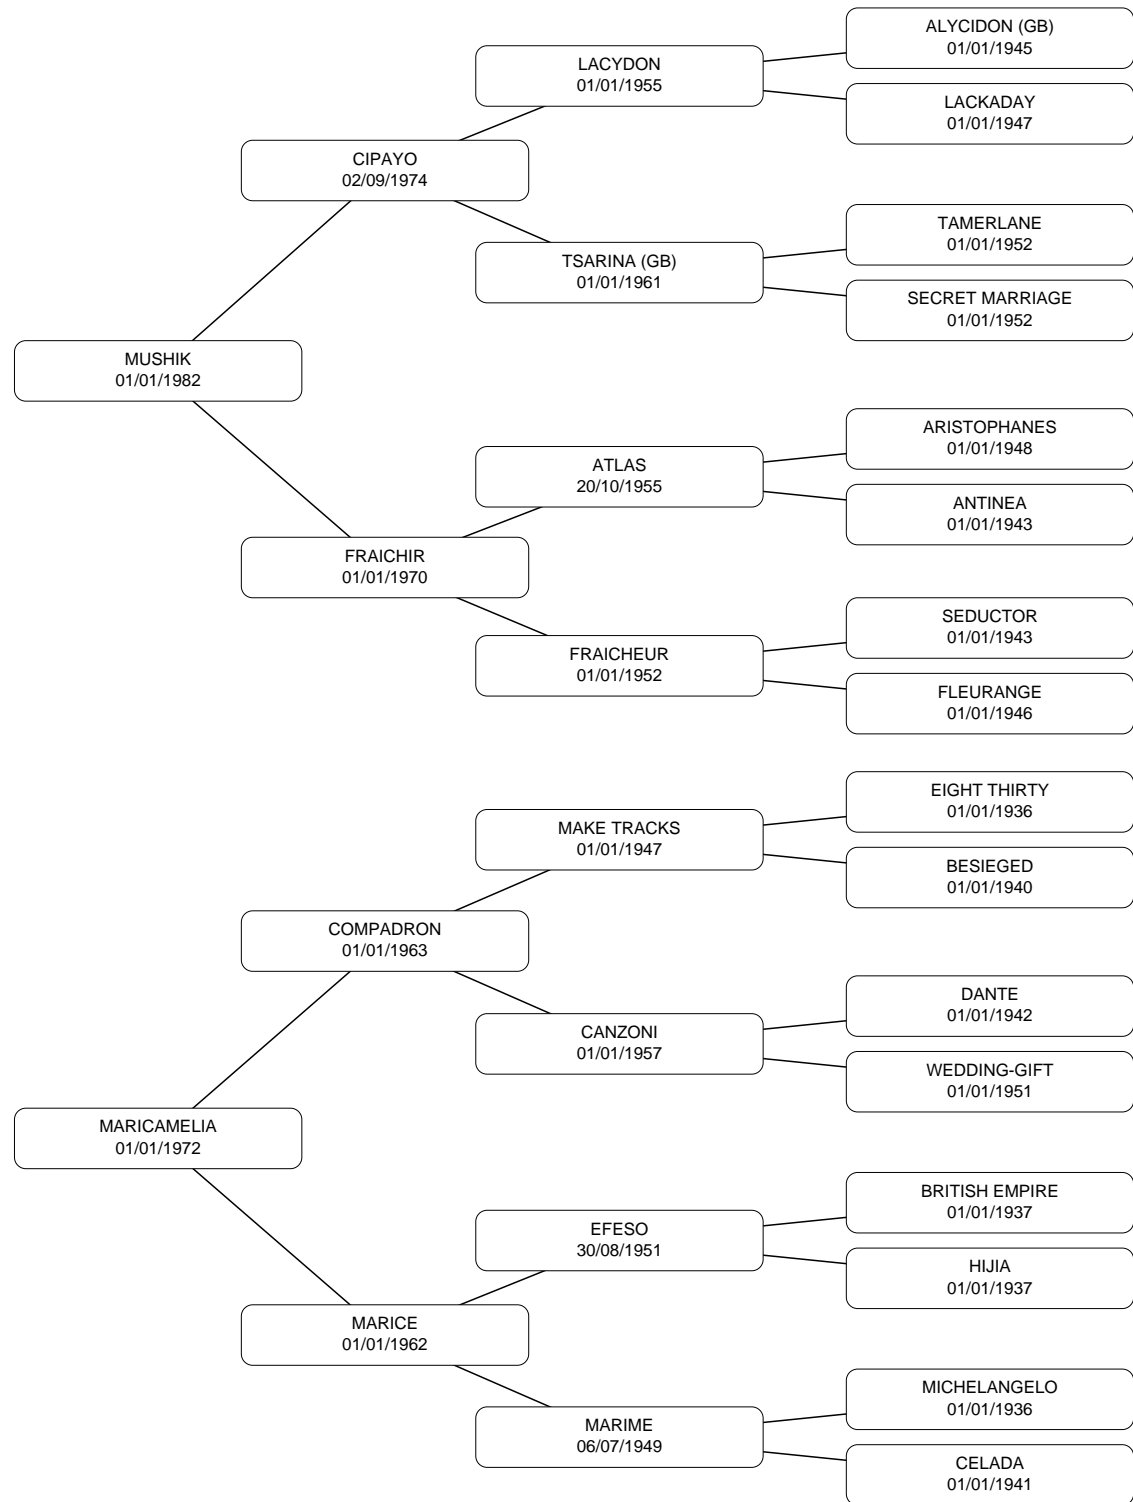 ALYCIDON (GB)
01/01/1945
LACYDON
01/01/1955
LACKADAY
01/01/1947
CIPAYO
02/09/1974
TAMERLANE
01/01/1952
TSARINA (GB)
01/01/1961
SECRET MARRIAGE
01/01/1952
MUSHIK
01/01/1982
ARISTOPHANES
01/01/1948
ATLAS
20/10/1955
ANTINEA
01/01/1943
FRAICHIR
01/01/1970
SEDUCTOR
01/01/1943
FRAICHEUR
01/01/1952
FLEURANGE
01/01/1946
EIGHT THIRTY
01/01/1936
MAKE TRACKS
01/01/1947
BESIEGED
01/01/1940
COMPADRON
01/01/1963
DANTE
01/01/1942
CANZONI
01/01/1957
WEDDING-GIFT
01/01/1951
MARICAMELIA
01/01/1972
BRITISH EMPIRE
01/01/1937
EFESO
30/08/1951
HIJIA
01/01/1937
MARICE
01/01/1962
MICHELANGELO
01/01/1936
MARIME
06/07/1949
CELADA
01/01/1941